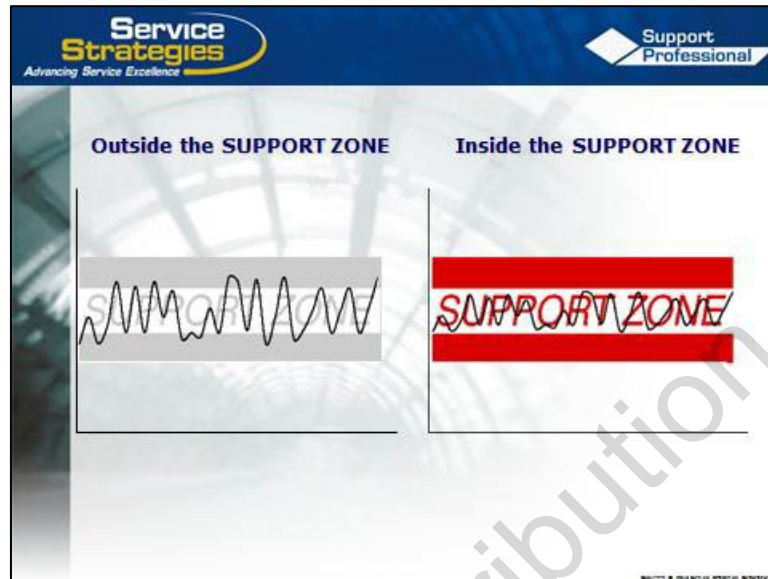 Service
Strategies
Advancing Service Excellence
Support
Professional
Outside the SUPPORT ZONE
Inside the SUPPORT ZONE
SUPPORT ZONE
SUPPORT ZONE